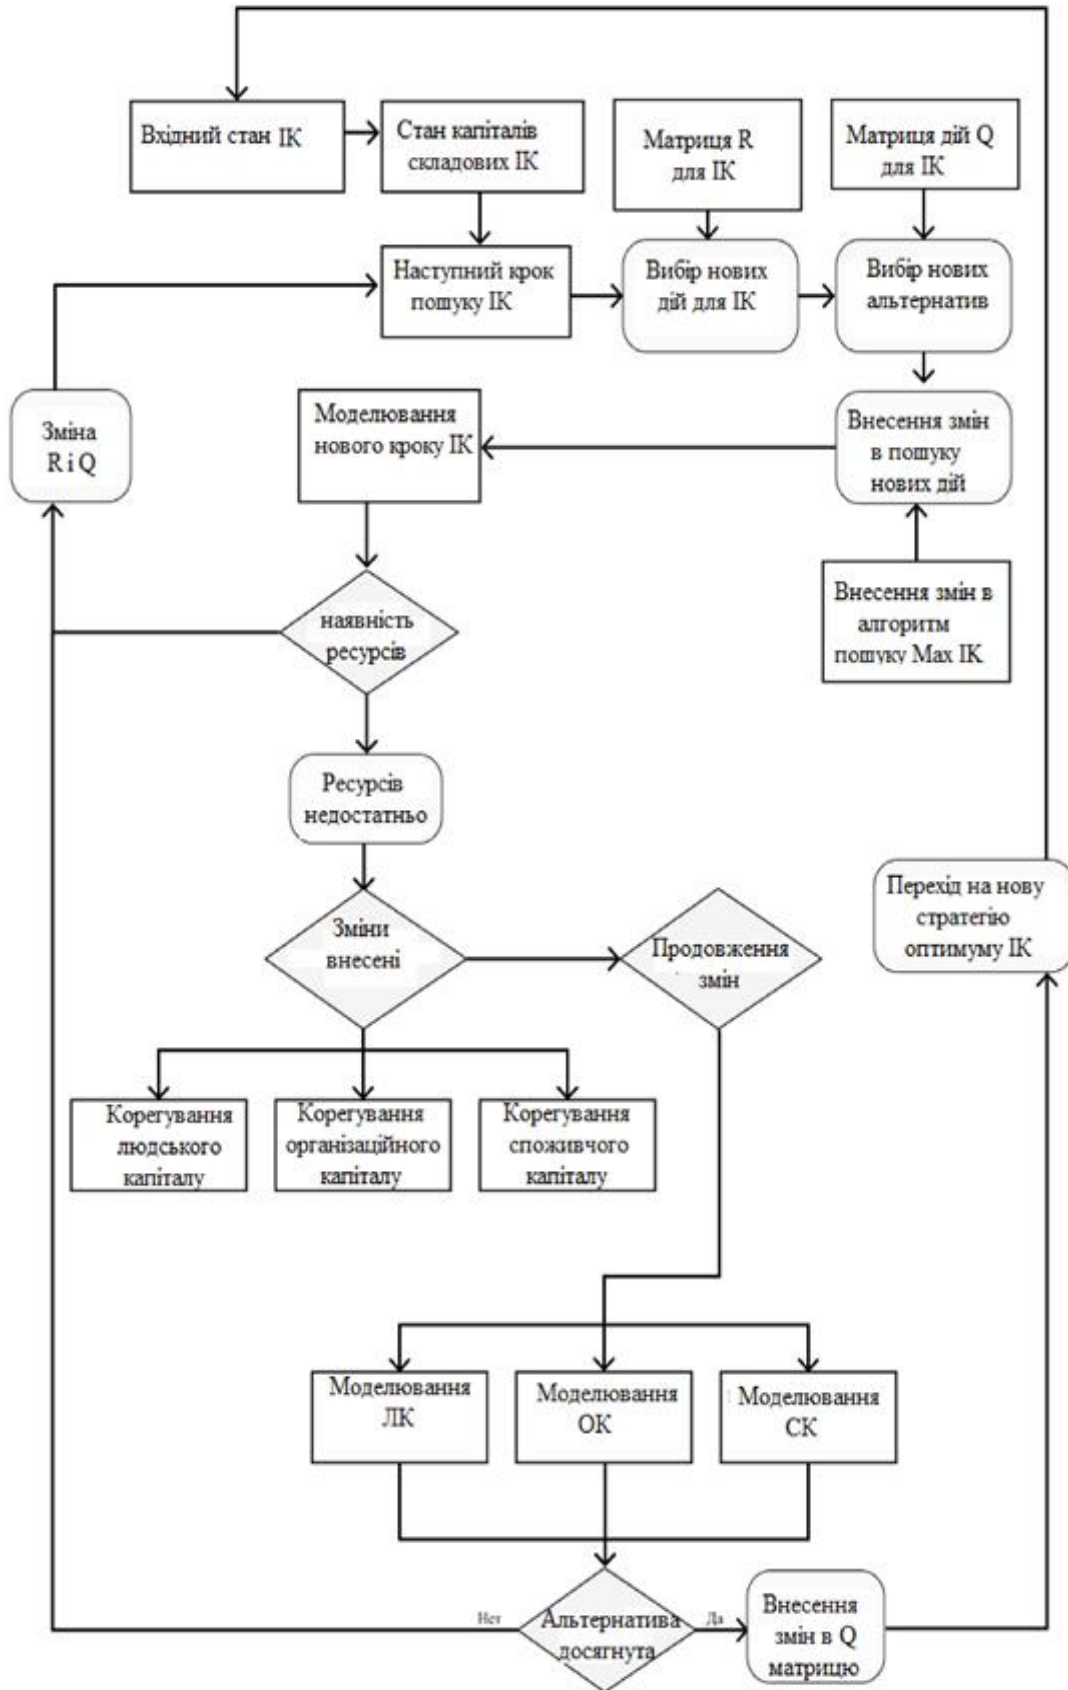 Вхідний стан ІК
Стан капіталів
складових ІК
Матриця R
для ІК
Матриця дій Q
для ІК
Наступний крок
пошуку ІК
Вибір нових
дій для ІК
Вибір нових
альтернатив
Зміна
R і Q
Моделювання
нового кроку ІК
Внесення змін
в пошуку
нових дій
наявність
ресурсів
Внесення змін в
алгоритм
пошуку Max ІК
Ресурсів
недостатньо
Зміни
внесені
Продовження
змін
Перехід на нову
стратегію
оптимуму ІК
Корегування
людського
капіталу
Корегування
організаційного
капіталу
Корегування
споживчого
капіталу
Моделювання
ЛК
Моделювання
ОК
Моделювання
СК
Нет
Альтернатива
досягнута
Да
Внесення
змін в Q
матрицю